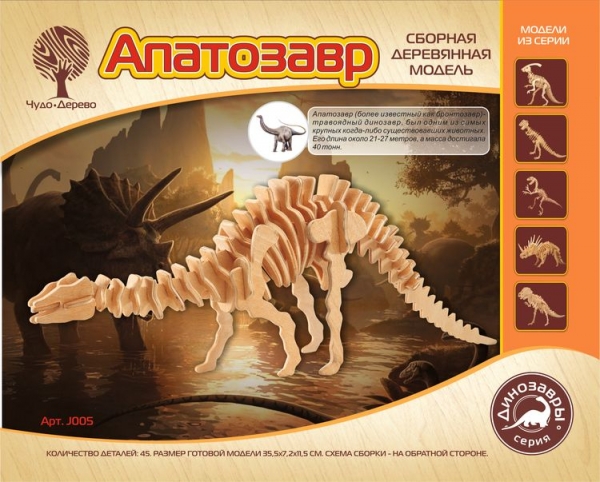 Апатозавр
СБОРНАЯ
ДЕРЕВЯННАЯ
МОДЕЛЬ
МОДЕЛИ
ИЗ СЕРИИ
Чудо-Дерево
Апатозавр (более известный как бронтозавр)-
травоядный динозавр, был одним из самых
крупных когда-либо существовавших животных.
Его длина около 21-27 метров, а масса достигала
40 тонн.
Арт. J005
Динозавры
серия
КОЛИЧЕСТВО ДЕТАЛЕЙ: 45. РАЗМЕР ГОТОВОЙ МОДЕЛИ 35,5x7,2x11,5 СМ. СХЕМА СБОРКИ - НА ОБРАТНОЙ СТОРОНЕ.